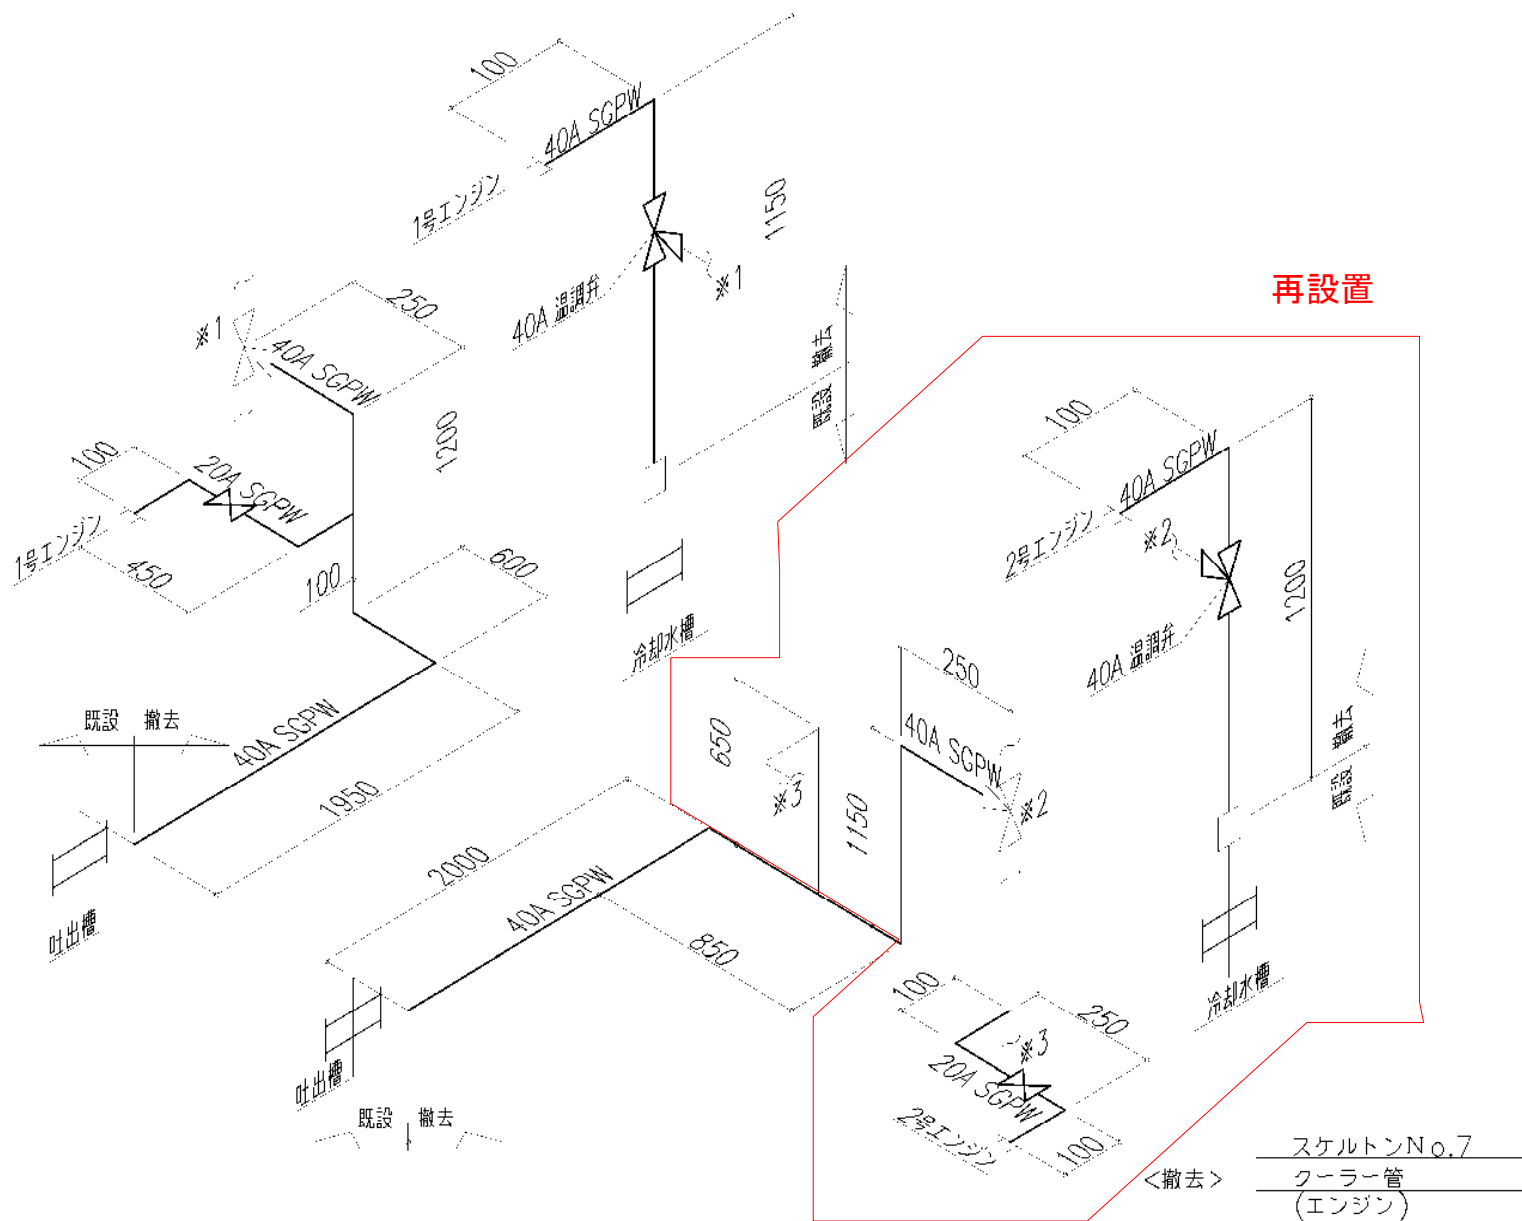 100
40A SGPW
1号エンジン
1150
※1
40A 温調弁
撤去
既設
再設置
※1
250
40A SGPW
1200
100
20A SGPW
1号エンジン
450
100
600
冷却水槽
既設 撤去
40A SGPW
1950
吐出槽
100
40A SGPW
2号エンジン
※2
1200
40A 温調弁
撤去
既設
250
650
40A SGPW
※3
1150
※2
2000
40A SGPW
850
吐出槽
既設 撤去
冷却水槽
100
250
※3
20A SGPW
2号エンジン
100
<撤去>
スケルトンNo.7
クーラー管
(エンジン)